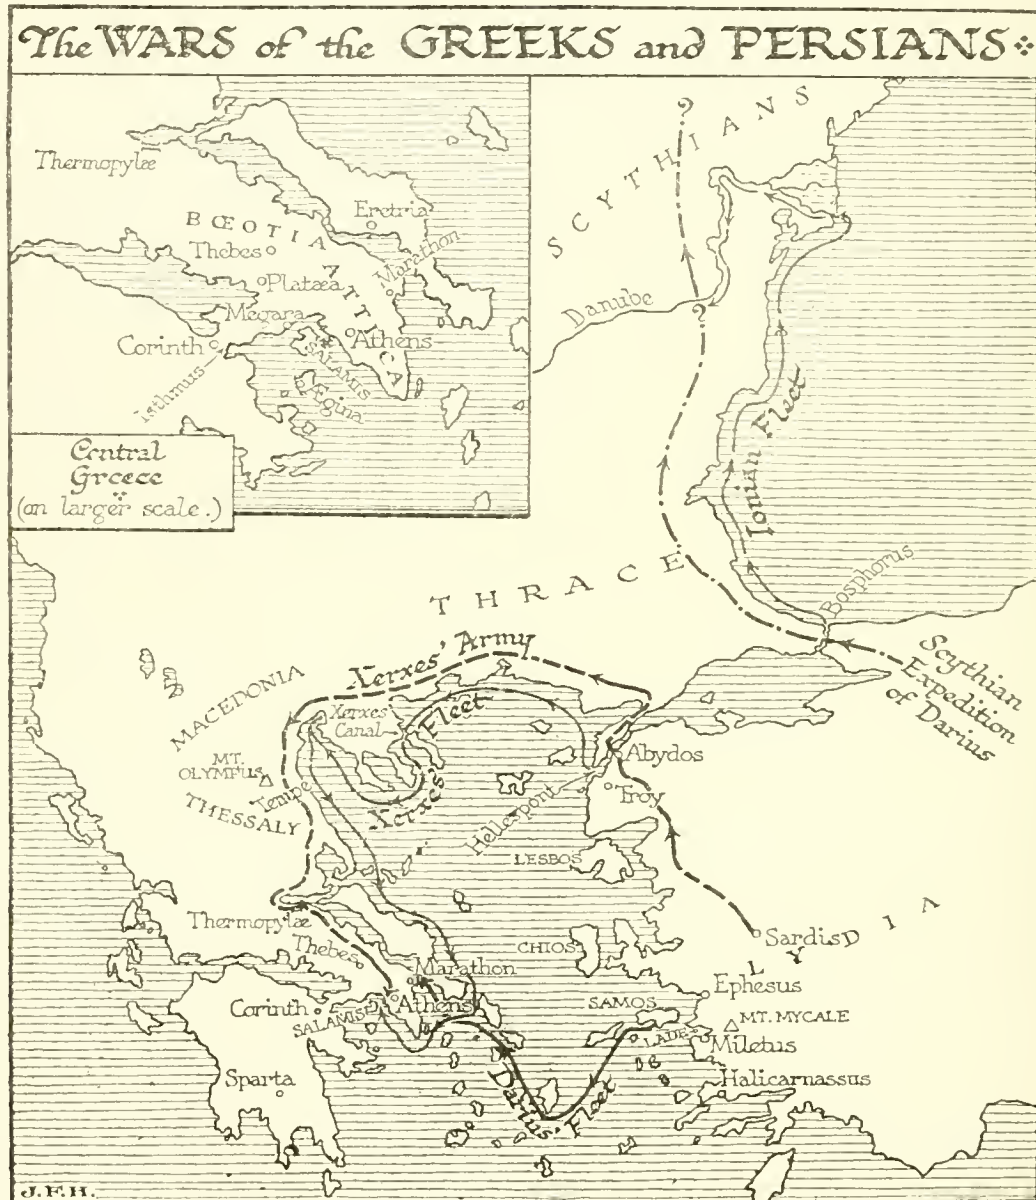 The WARS of the GREEKS and PERSIANS
Thermopylæ
BŒOTIA
Eretria
Thebes
Marathon
Platæa
ATTICA
Megara
Corinth
Athens
SALAMIS
Isthmus
Ægina
Central
Greece
(on larger scale.)
?
SCYTHIANS
Danube
?
Ionian Fleet
Bosphorus
THRACE
Scythian
Expedition
of Darius
Xerxes' Army
MACEDONIA
Xerxes'
Canal
Xerxes' Fleet
Abydos
MT.
OLYMPUS
Tempe
THESSALY
Troy
Hellespont
LESBOS
Thermopylæ
Sardis
LYDIA
Thebes
CHIOS
Marathon
Ephesus
Corinth
SALAMIS
Athens
SAMOS
MT. MYCALE
LADE
Miletus
Sparta
Darius' Fleet
Halicarnassus
J.F.H.